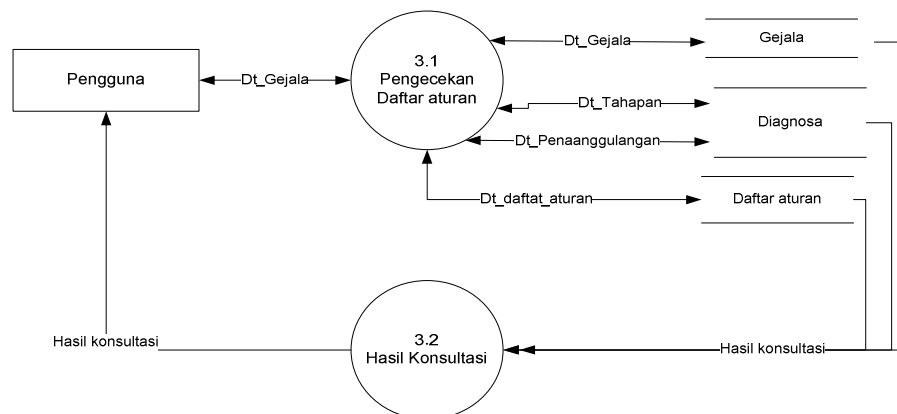 3.1
Pengecekan
Daftar aturan
Dt_Gejala
Gejala
Pengguna
Dt_Gejala
Dt_Tahapan
Diagnosa
Dt_Penaanggulangan
Dt_daftat_aturan
Daftar aturan
3.2
Hasil Konsultasi
Hasil konsultasi
Hasil konsultasi